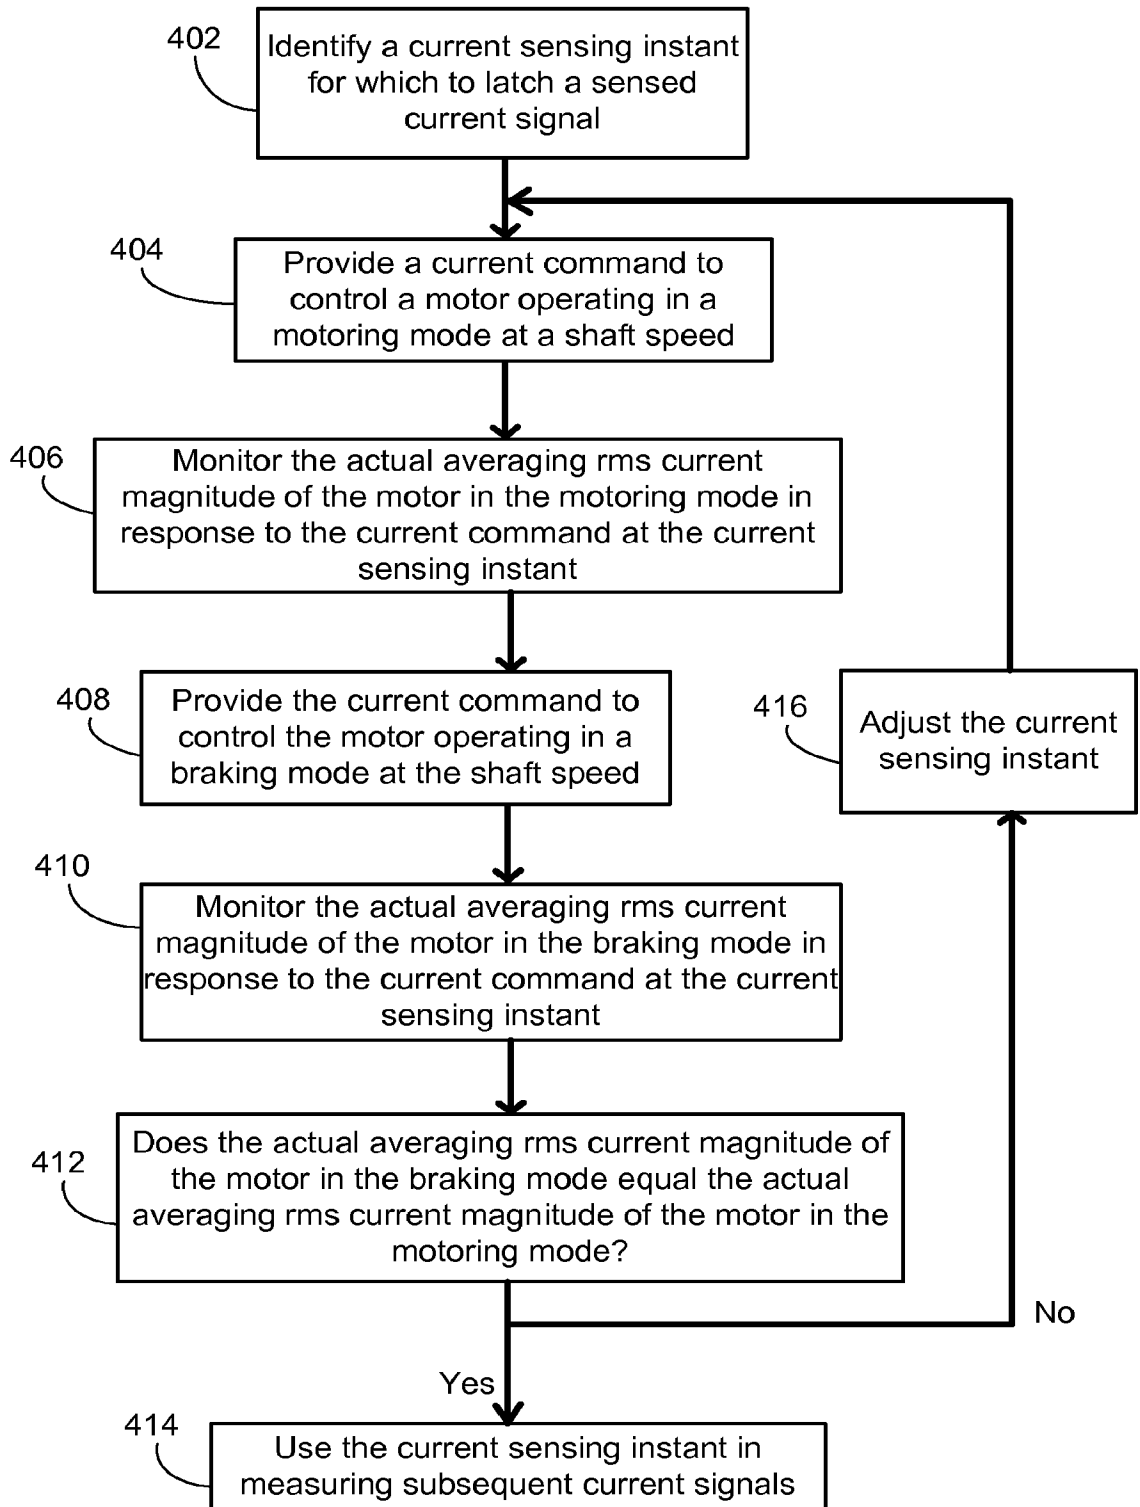 402
Identify a current sensing instant
for which to latch a sensed
current signal
404
Provide a current command to
control a motor operating in a
motoring mode at a shaft speed
406
Monitor the actual averaging rms current
magnitude of the motor in the motoring mode in
response to the current command at the current
sensing instant
408
Provide the current command to
control the motor operating in a
braking mode at the shaft speed
416
Adjust the current
sensing instant
410
Monitor the actual averaging rms current
magnitude of the motor in the braking mode in
response to the current command at the current
sensing instant
412
Does the actual averaging rms current magnitude of
the motor in the braking mode equal the actual
averaging rms current magnitude of the motor in the
motoring mode?
No
Yes
414
Use the current sensing instant in
measuring subsequent current signals